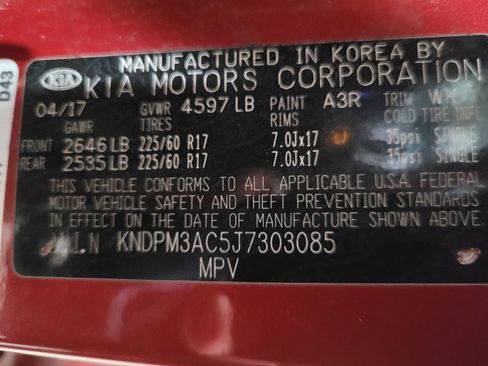 MANUFACTURED IN KOREA BY
KIA KIA MOTORS CORPORATION
04/17 GVWR 4597 LB PAINT A3R TRIM WK
GAWR TIRES RIMS COLD TIRE INFL
FRONT 2646 LB 225/60 R17 7.0Jx17 35psi SINGLE
REAR 2535 LB 225/60 R17 7.0Jx17 35psi SINGLE
THIS VEHICLE CONFORMS TO ALL APPLICABLE U.S.A. FEDERAL
MOTOR VEHICLE SAFETY AND THEFT PREVENTION STANDARDS
IN EFFECT ON THE DATE OF MANUFACTURE SHOWN ABOVE.
V.I.N KNDPM3AC5J7303085
MPV
D43